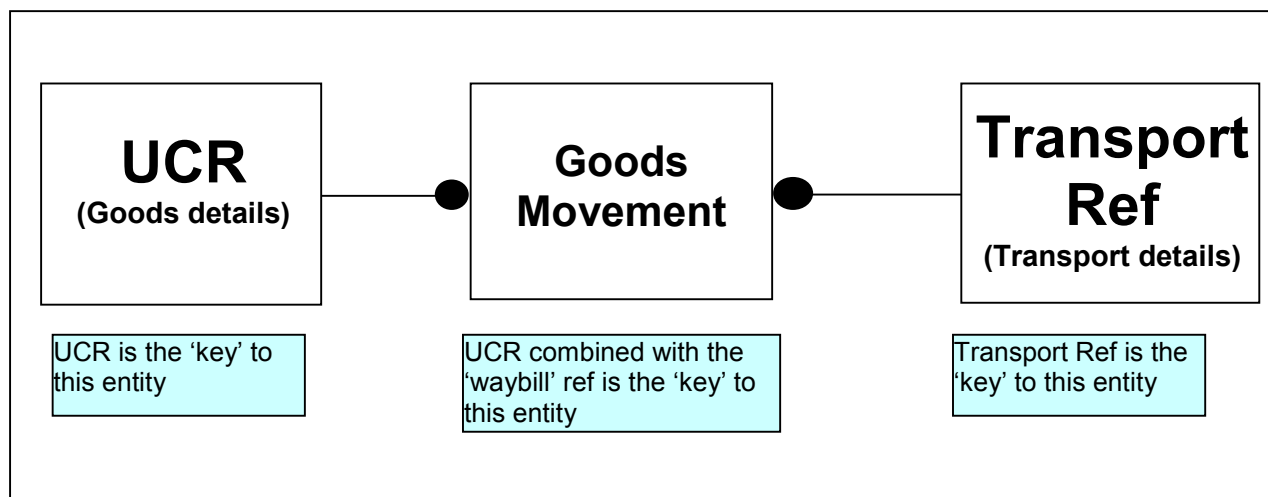 UCR
(Goods details)
Goods
Movement
Transport
Ref
(Transport details)
UCR is the ‘key’ to
this entity
UCR combined with the
‘waybill’ ref is the ‘key’ to
this entity
Transport Ref is the
‘key’ to this entity